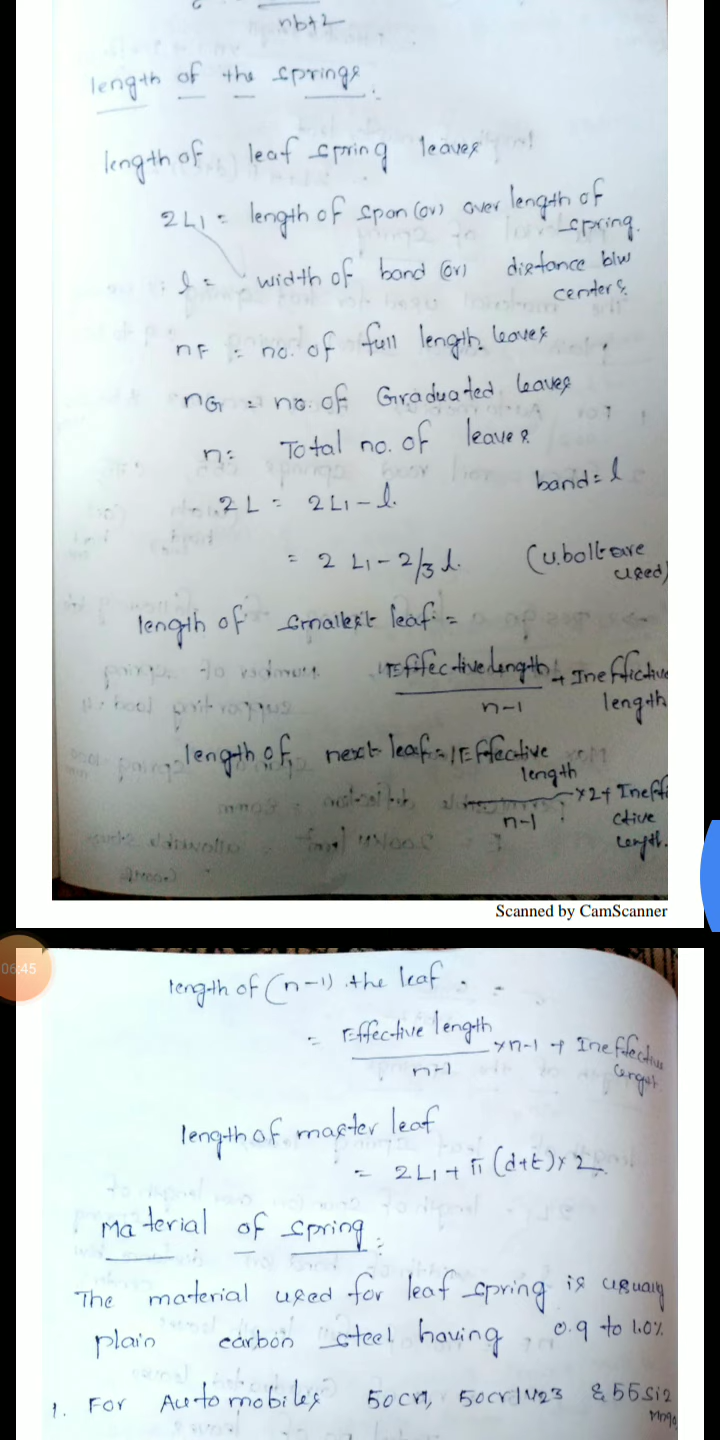 nbt2
length of the springs:
length of leaf spring leaves
2L1 = length of span (or) over length of spring.
l = width of band (or) distance b/w centers
nF = no. of full length leaves
nG = no. of Graduated leaves
n = Total no. of leaves
2L = 2L1 - l. band = l
= 2L1 - 2/3 l. (U.bolt are used)
length of smallest leaf =
Effective length + Ineffictive
n-1 length
length of next leaf = Effective
length ×2 + Ineffe
n-1 ctive
length.
Scanned by CamScanner
06:45
length of (n-1) the leaf :
= Effective length ×n-1 + Ineffective
n-1 length
length of master leaf
= 2L1 + π (d+t) × 2
Material of spring :
The material used for leaf spring is usually
plain carbon steel having 0.9 to 1.0%
1. For Automobiles 50cr1, 50cr1V23 & 55Si2
Mn90